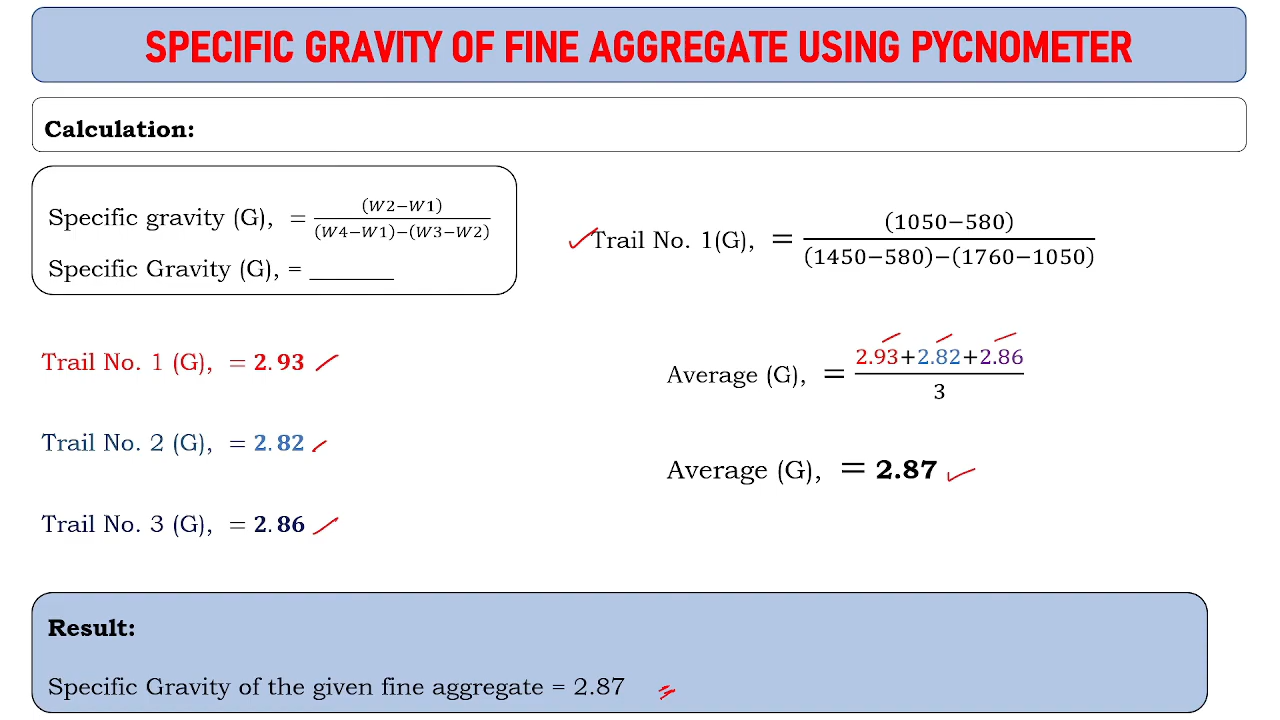 SPECIFIC GRAVITY OF FINE AGGREGATE USING PYCNOMETER
Calculation:
Specific gravity (G), = (W2−W1) / (W4−W1)−(W3−W2)
Specific Gravity (G), = _______
Trail No. 1(G), = (1050−580) / (1450−580)−(1760−1050)
Trail No. 1 (G), = 2.93
Trail No. 2 (G), = 2.82
Trail No. 3 (G), = 2.86
Average (G), = 2.93+2.82+2.86 / 3
Average (G), = 2.87
Result:
Specific Gravity of the given fine aggregate = 2.87